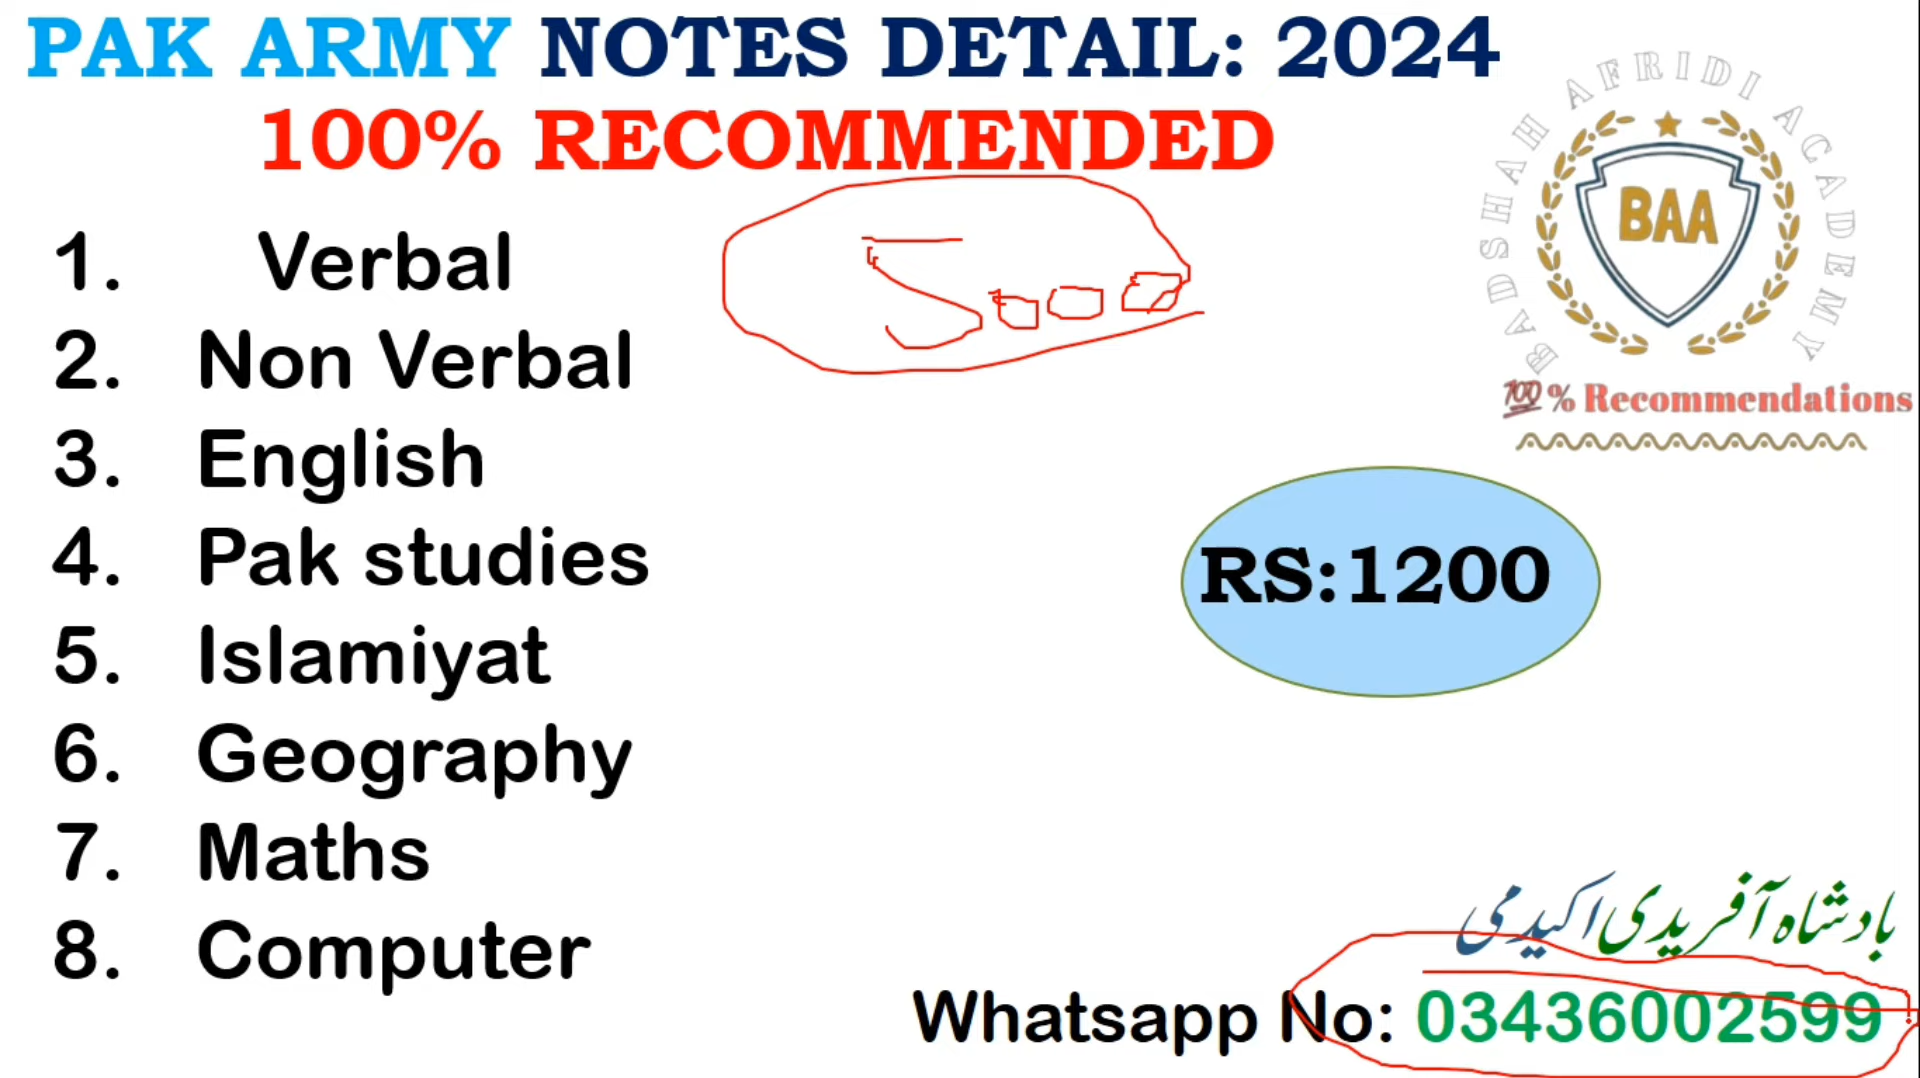 PAK ARMY NOTES DETAIL: 2024
100% RECOMMENDED
1. Verbal
2. Non Verbal
3. English
4. Pak studies
5. Islamiyat
6. Geography
7. Maths
8. Computer
BADSHAH AFRIDI ACADEMY
BAA
100% Recommendations
RS:1200
بادشاہ آفریدی اکیڈمی
Whatsapp No: 03436002599